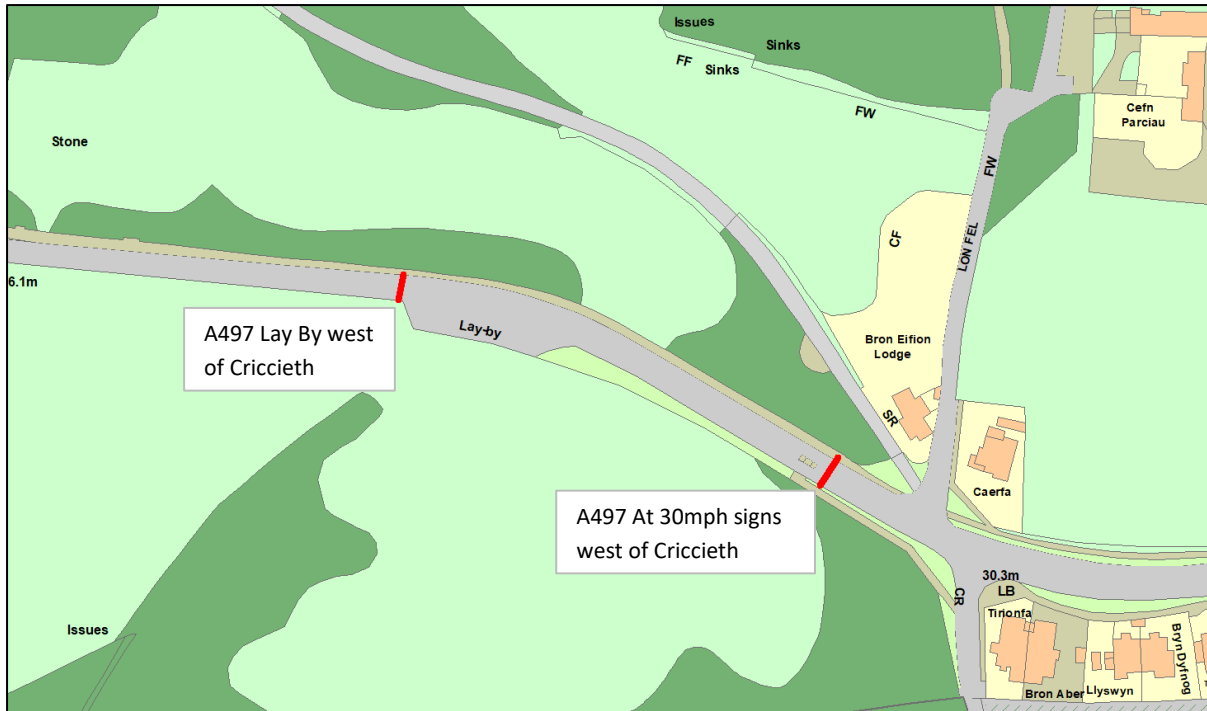 Issues
Sinks
FF
Sinks
FW
Cefn
Parciau
Stone
FW
CF
LON FEL
6.1m
Lay-by
A497 Lay By west
of Criccieth
Bron Eifion
Lodge
SR
Caerfa
A497 At 30mph signs
west of Criccieth
30.3m
LB
CR
Tirionfa
Issues
Bryn Dyfnog
Bron Aber
Llyswyn